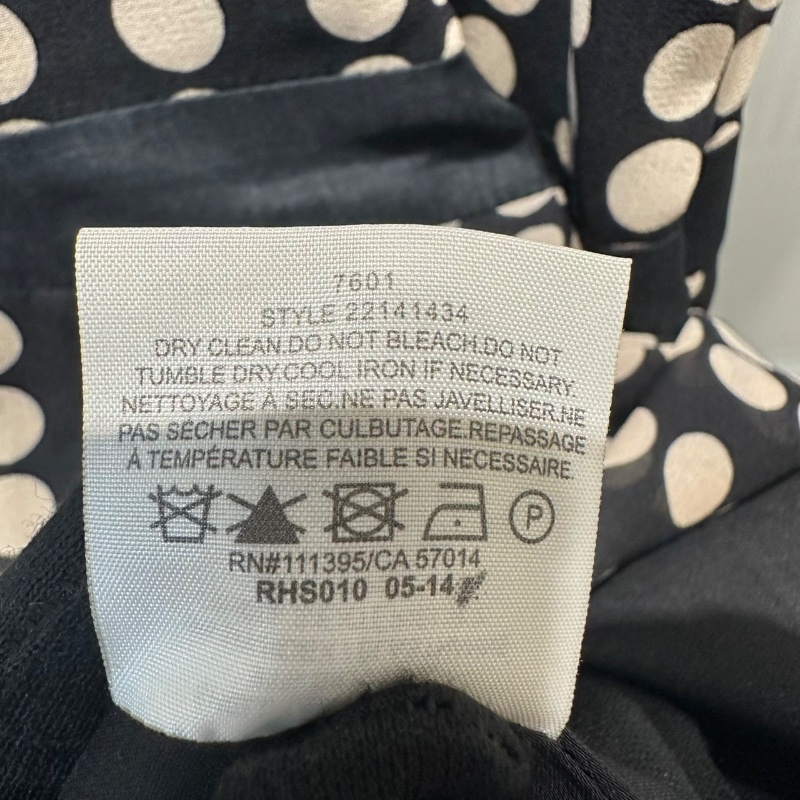 7601
STYLE 22141434
DRY CLEAN.DO NOT BLEACH.DO NOT
TUMBLE DRY.COOL IRON IF NECESSARY.
NETTOYAGE À SEC.NE PAS JAVELLISER.NE
PAS SÉCHER PAR CULBUTAGE.REPASSAGE
À TEMPÉRATURE FAIBLE SI NECESSAIRE.
P
RN#111395/CA 57014
RHS010 05-14